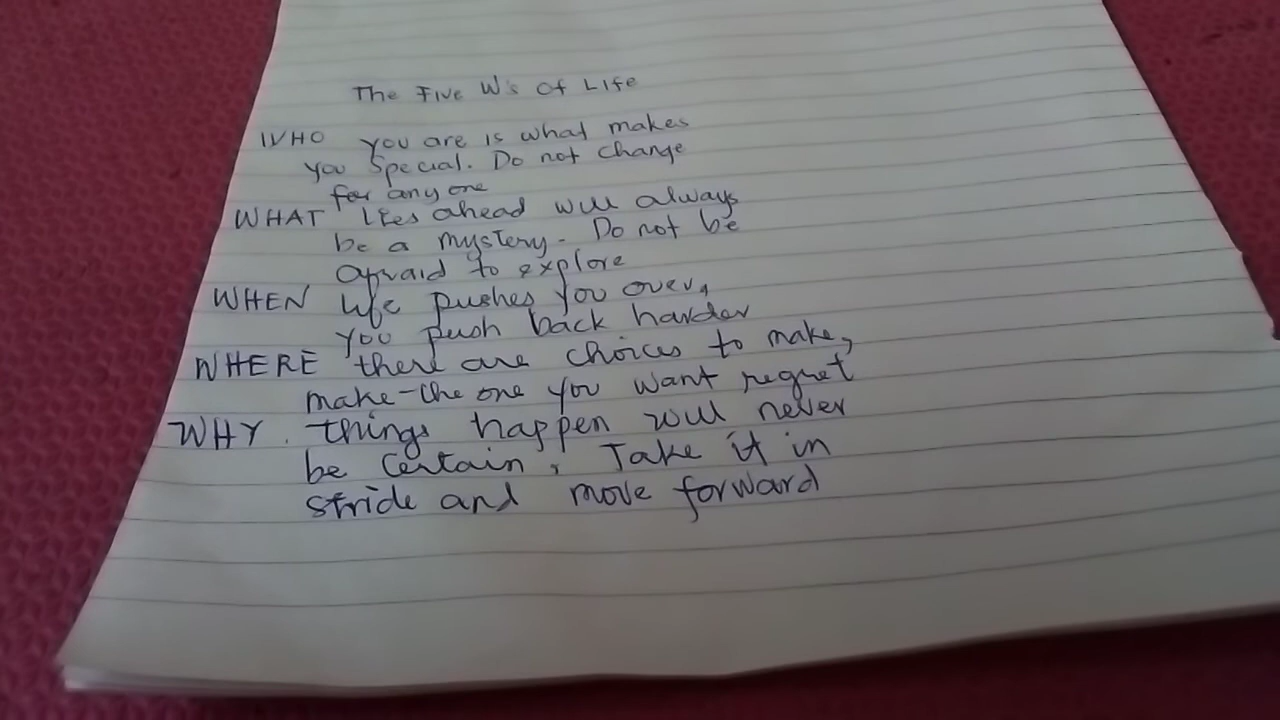 The Five W's Of Life
WHO you are is what makes
you Special. Do not change
for anyone
WHAT lies ahead will always
be a mystery. Do not be
afraid to explore
WHEN life pushes you over,
you push back harder
WHERE there are choices to make,
make the one you want regret
WHY. things happen will never
be certain, Take it in
stride and move forward